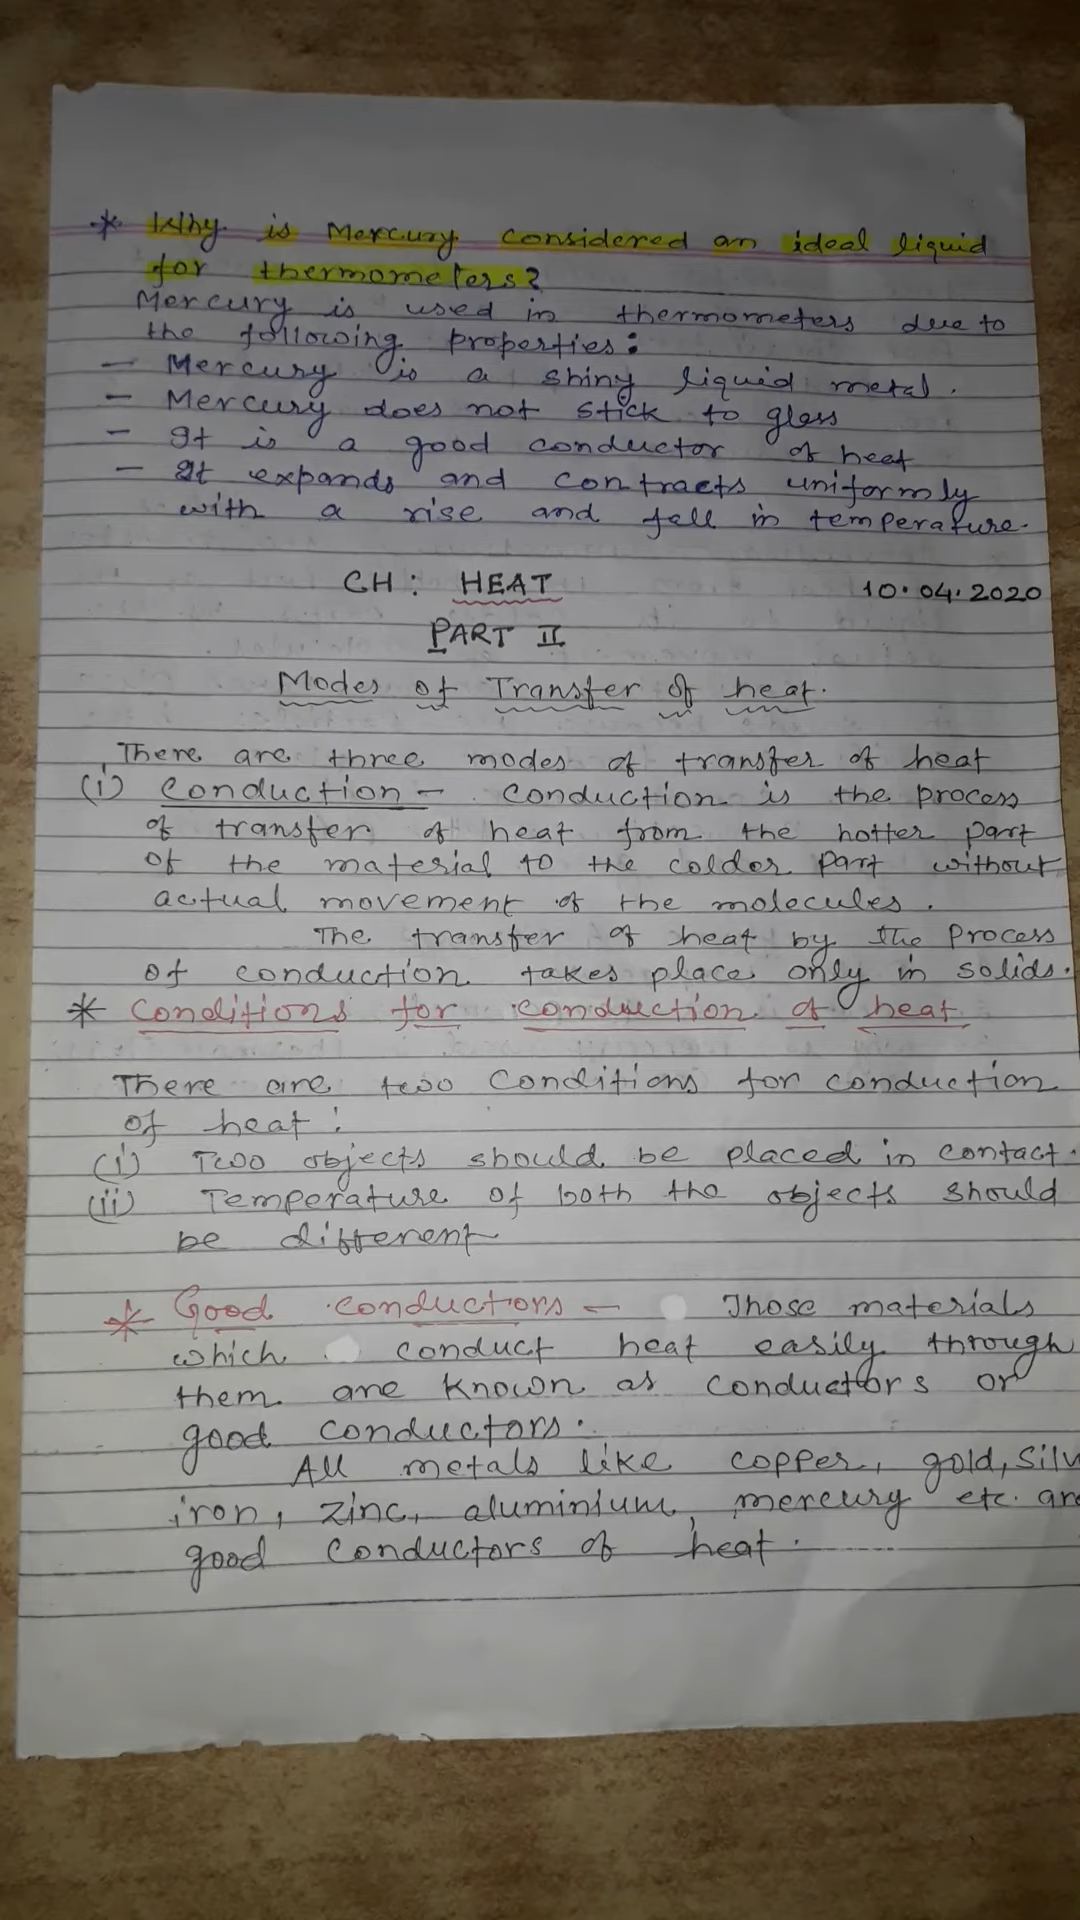 * Why is Mercury considered an ideal liquid
for thermometers?
Mercury is used in thermometers due to
the following properties:
- Mercury is a shiny liquid metal.
- Mercury does not stick to glass
- It is a good conductor of heat
- It expands and contracts uniformly
with a rise and fall in temperature.
CH: HEAT 10.04.2020
PART II
Modes of Transfer of heat.
There are three modes of transfer of heat
(i) Conduction - conduction is the process
of transfer of heat from the hotter part
of the material to the colder part without
actual movement of the molecules.
The transfer of heat by the process
of conduction takes place only in solids.
* Conditions for conduction of heat
There are two conditions for conduction
of heat:
(i) Two objects should be placed in contact.
(ii) Temperature of both the objects should
be different
* Good conductors - Those materials
which conduct heat easily through
them are known as conductors or
good conductors.
All metals like copper, gold, silv
iron, zinc, aluminium, mercury etc. are
good conductors of heat.